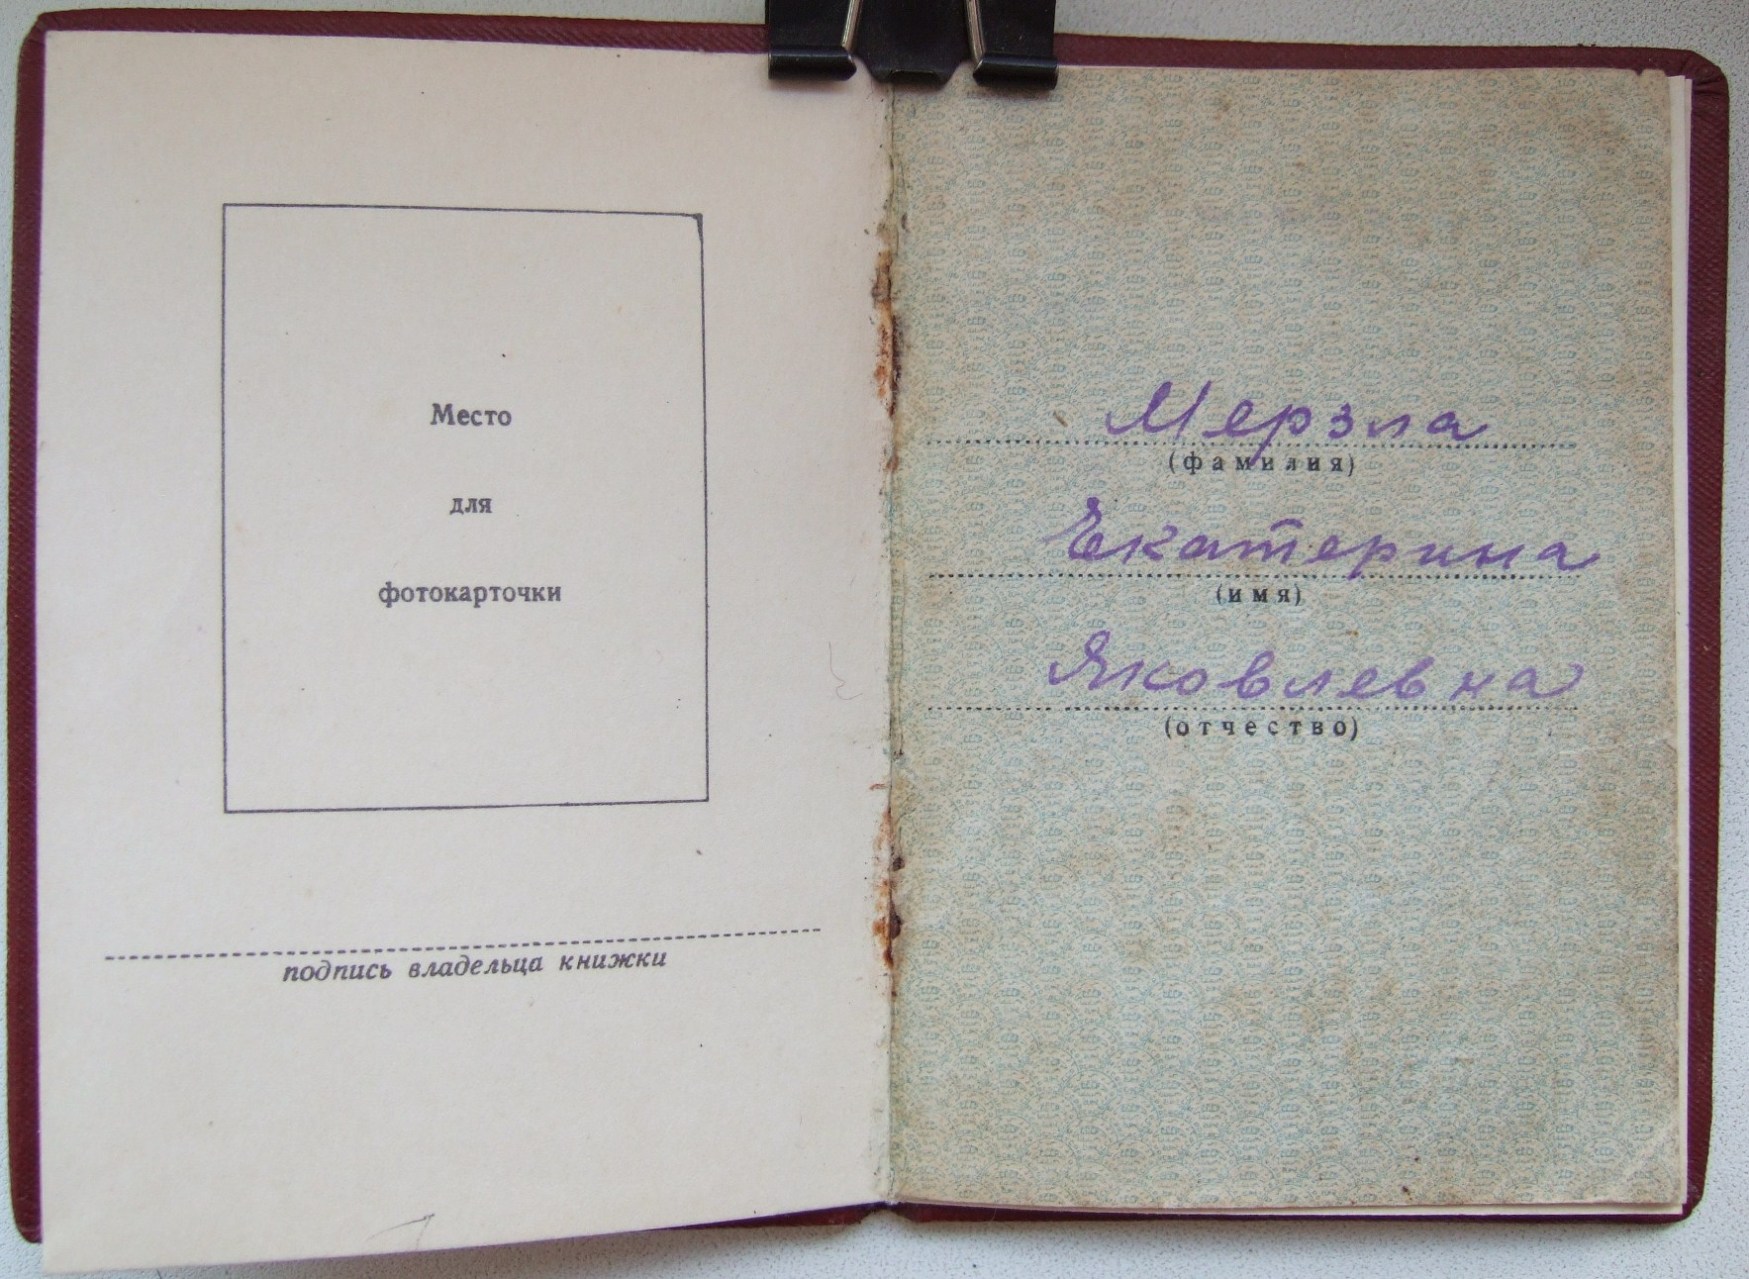 Место
для
фотокарточки
подпись владельца книжки
Мерзла
(фамилия)
Екатерина
(имя)
Яковлевна
(отчество)